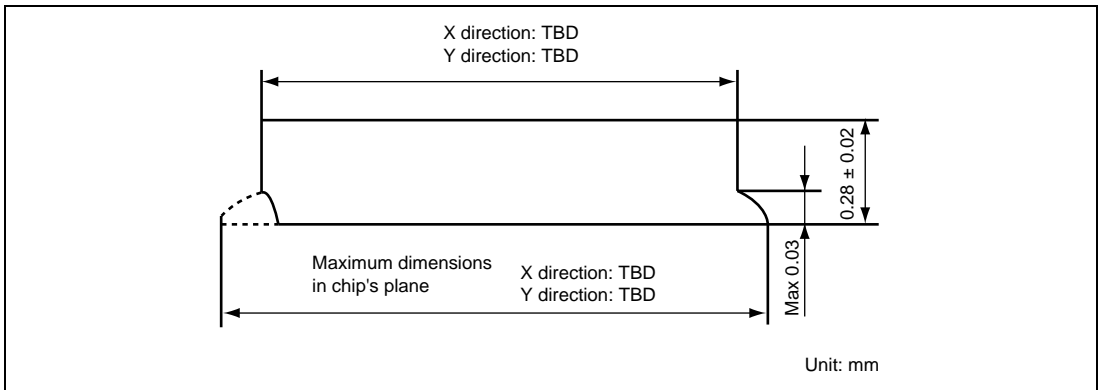 X direction: TBD
Y direction: TBD
0.28 ± 0.02
Max 0.03
Maximum dimensions
in chip's plane
X direction: TBD
Y direction: TBD
Unit: mm